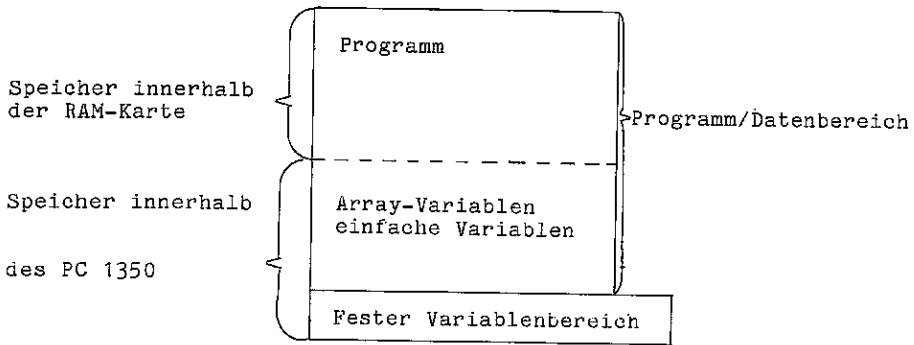 Programm
Speicher innerhalb
der RAM-Karte
Programm/Datenbereich
Speicher innerhalb
Array-Variablen
einfache Variablen
des PC 1350
Fester Variablenbereich